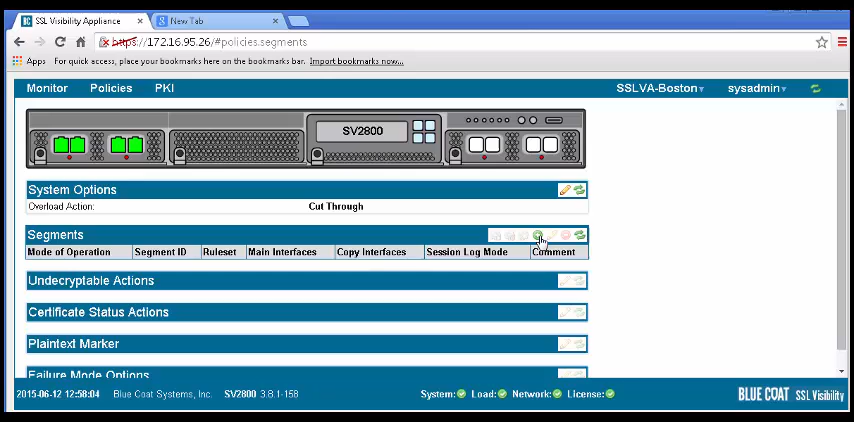 SSL Visibility Appliance
New Tab
https://172.16.95.26/#policies.segments
Apps For quick access, place your bookmarks here on the bookmarks bar. Import bookmarks now...
Monitor Policies PKI SSLVA-Boston sysadmin
SV2800
System Options
Overload Action: Cut Through
Segments
Mode of Operation Segment ID Ruleset Main Interfaces Copy Interfaces Session Log Mode Comment
Undecryptable Actions
Certificate Status Actions
Plaintext Marker
Failure Mode Options
2015-06-12 12:58:04 Blue Coat Systems, Inc. SV2800 3.8.1-158 System: Load: Network: License: BLUE COAT SSL Visibility